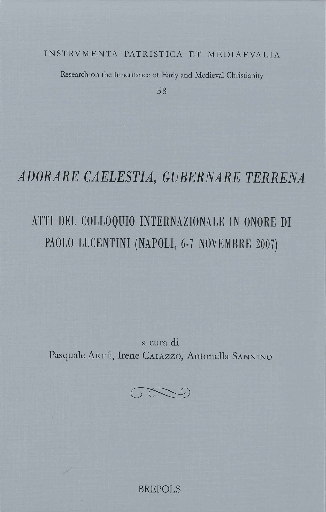 INSTRVMENTA PATRISTICA ET MEDIAEVALIA
Research on the Inheritance of Early and Medieval Christianity
58
ADORARE CAELESTIA, GUBERNARE TERRENA
ATTI DEL COLLOQUIO INTERNAZIONALE IN ONORE DI
PAOLO LUCENTINI (NAPOLI, 6-7 NOVEMBRE 2007)
a cura di
Pasquale ARFÉ, Irene CAIAZZO, Antonella SANNINO
BREPOLS